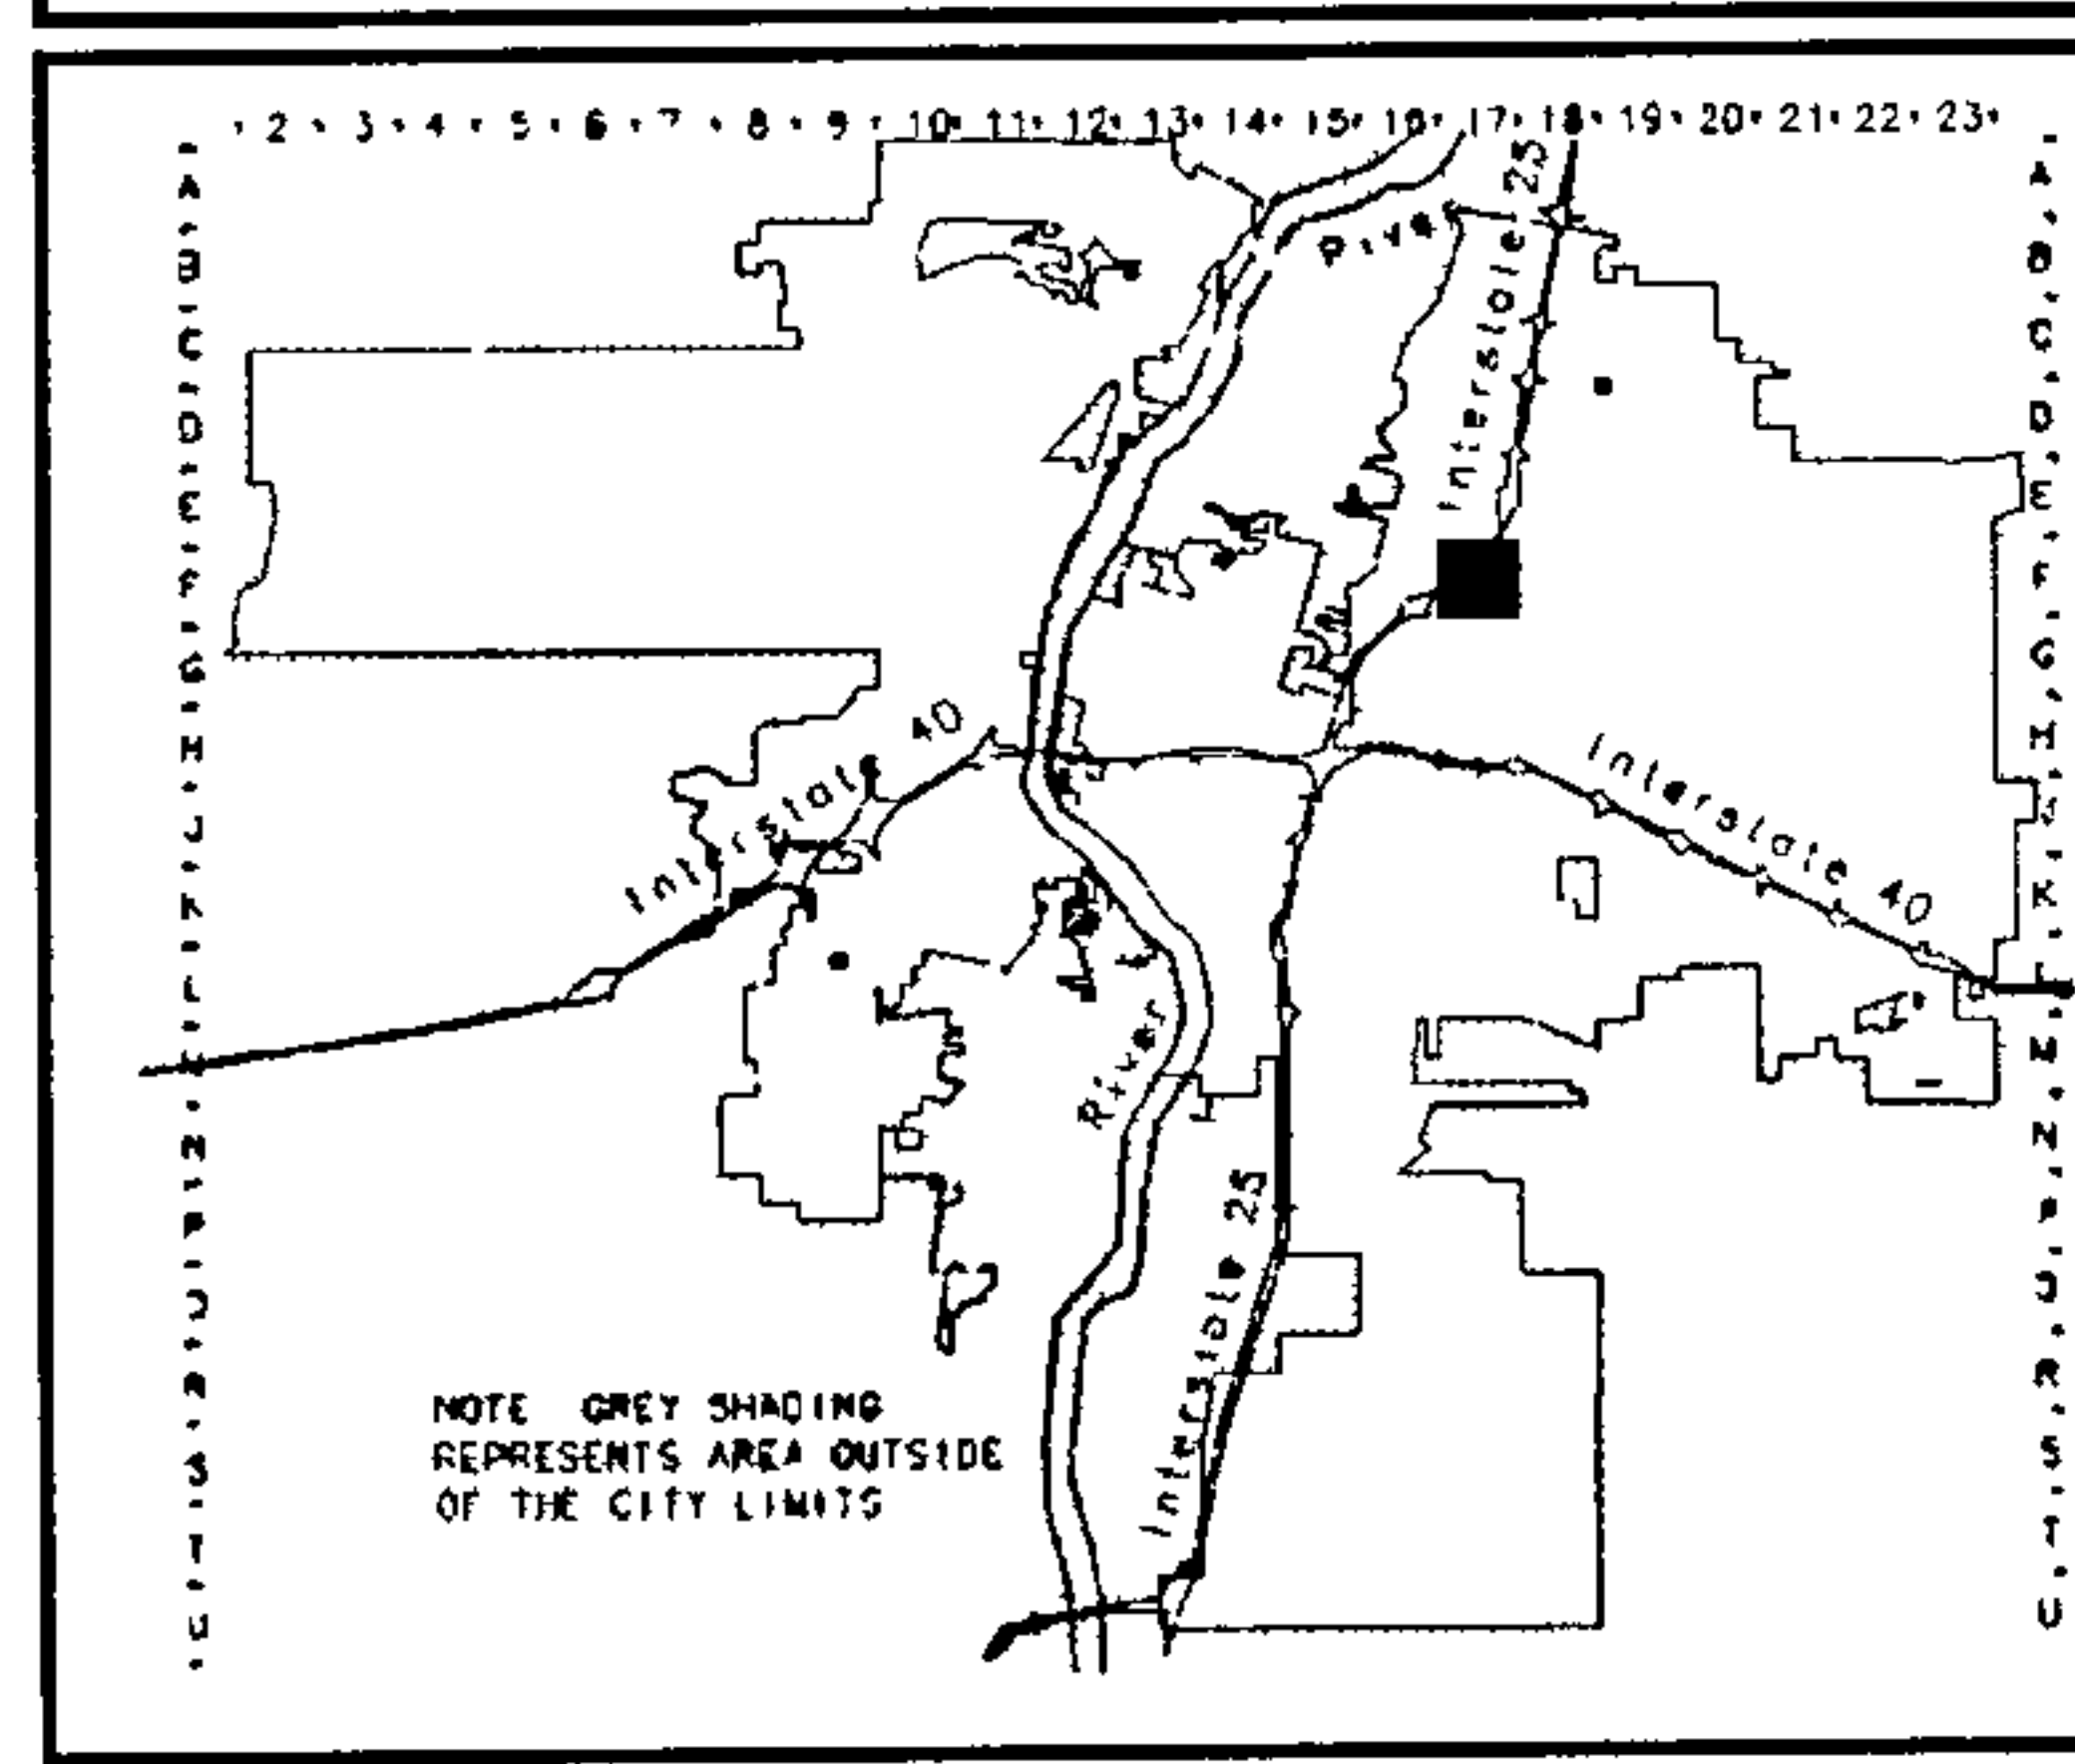 2 3 4 5 6 7 8 9 10 11 12 13 14 15 16 17 18 19 20 21 22 23
A A
B B
C C
D D
E E
F F
G G
H H
J J
K K
L L
M M
N N
P P
Q Q
R R
S S
T T
U U
River
Interstate 25
Interstate 40
Interstate 40
River
Interstate 25
NOTE GREY SHADING
REPRESENTS AREA OUTSIDE
OF THE CITY LIMITS